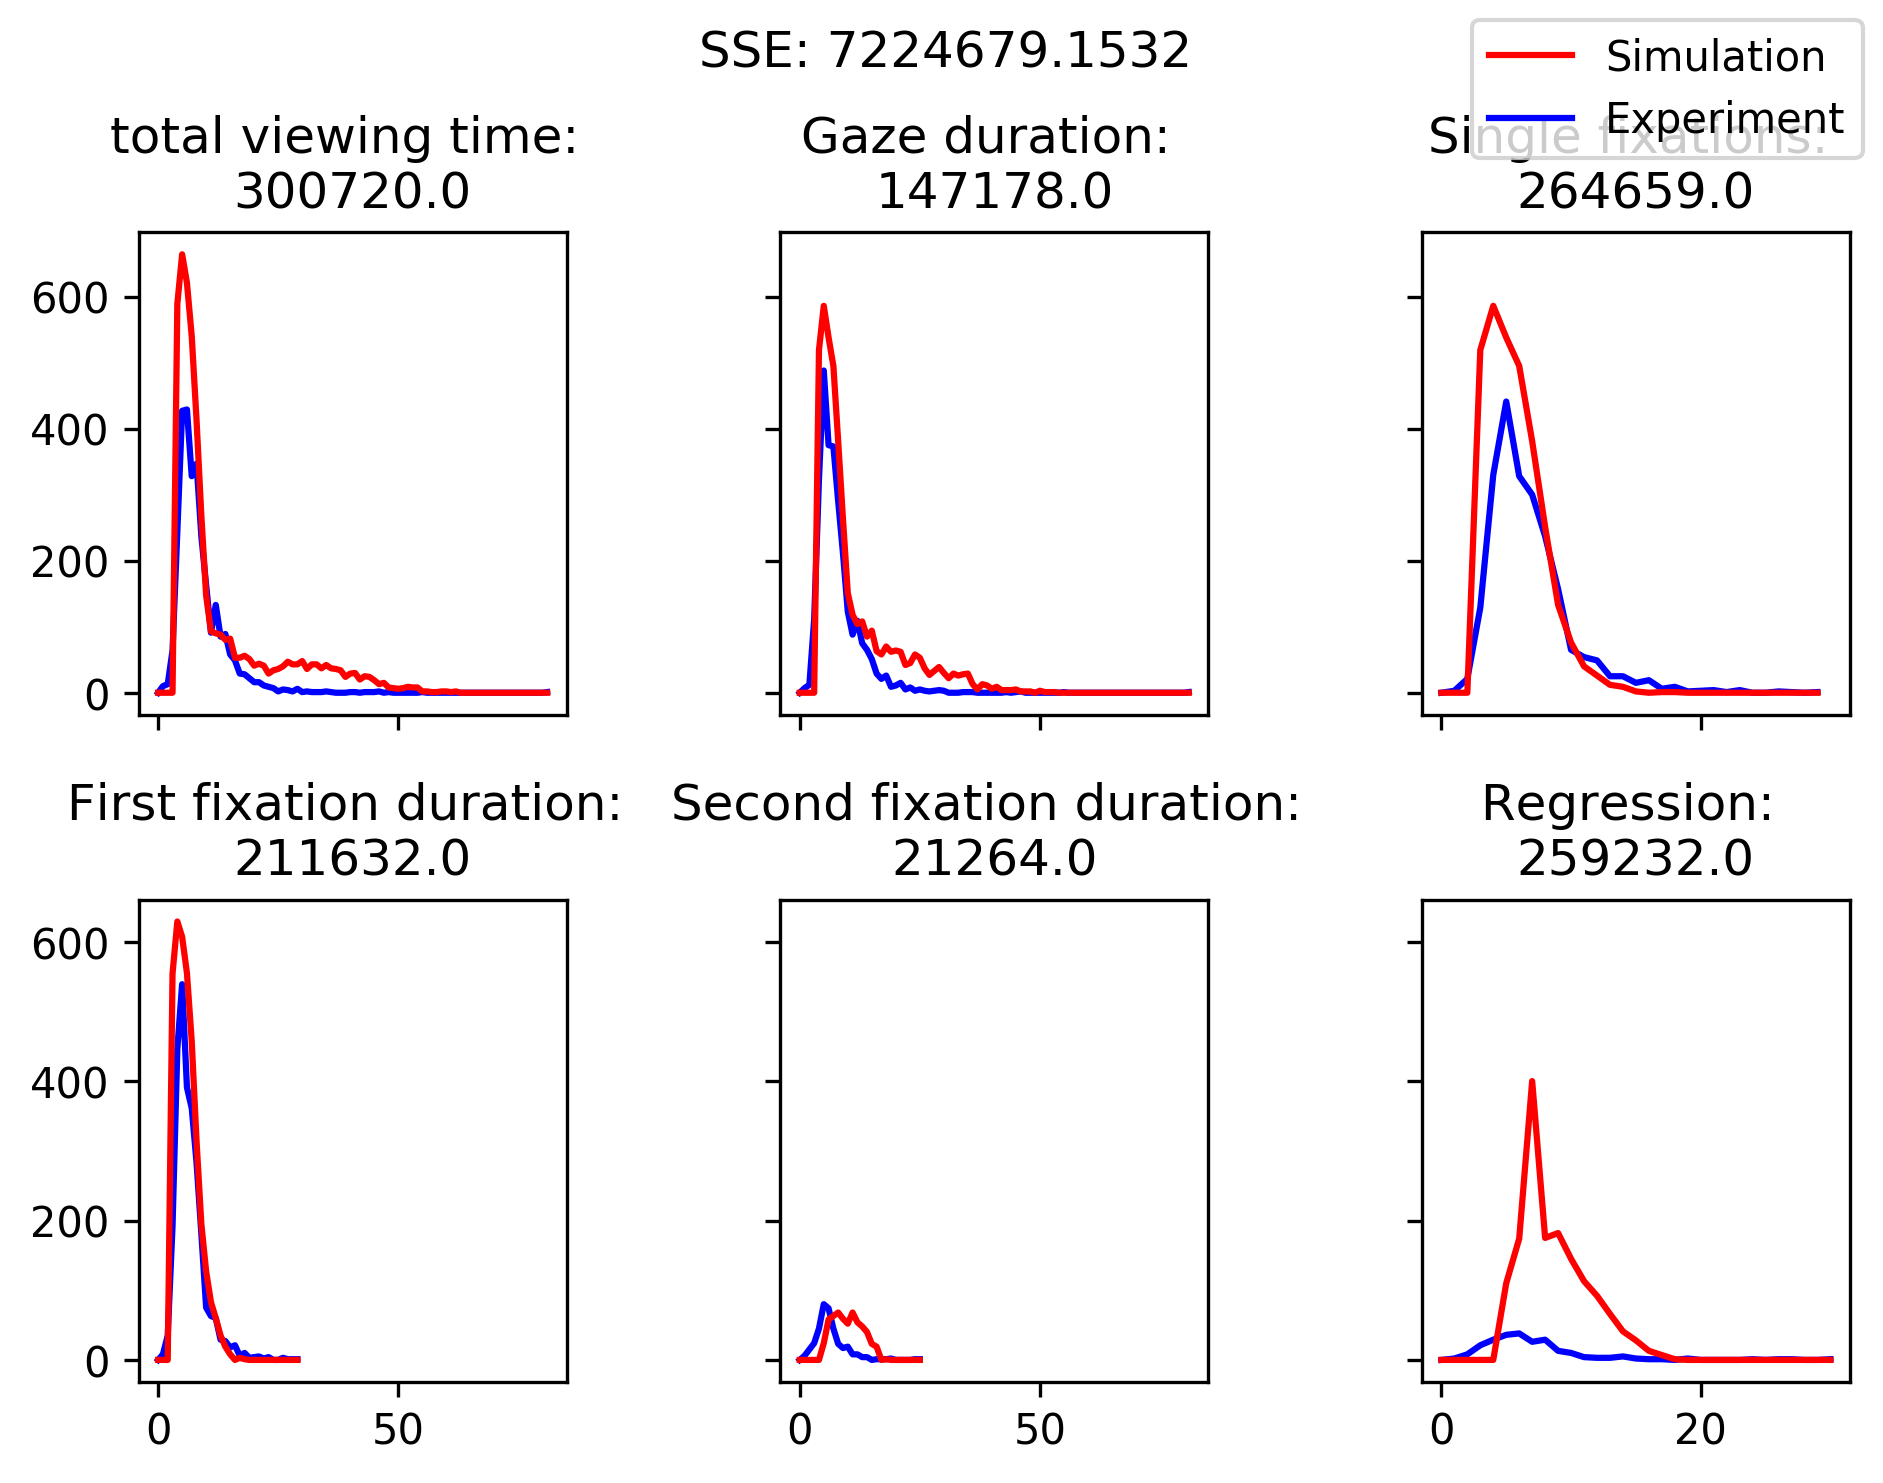 SSE: 7224679.1532
Simulation
Experiment
total viewing time:
300720.0
Gaze duration:
147178.0
Single fixations:
264659.0
600
400
200
0
First fixation duration:
211632.0
Second fixation duration:
21264.0
Regression:
259232.0
600
400
200
0
0 50
0 50
0 20